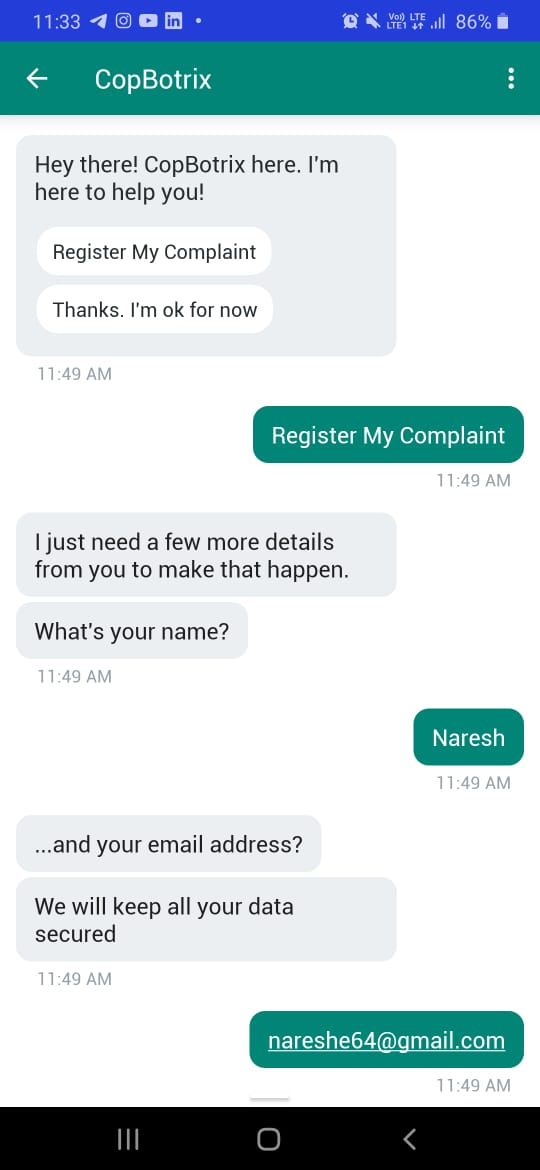 11:33
86%
CopBotrix
Hey there! CopBotrix here. I'm
here to help you!
Register My Complaint
Thanks. I'm ok for now
11:49 AM
Register My Complaint
11:49 AM
I just need a few more details
from you to make that happen.
What's your name?
11:49 AM
Naresh
11:49 AM
...and your email address?
We will keep all your data
secured
11:49 AM
nareshe64@gmail.com
11:49 AM